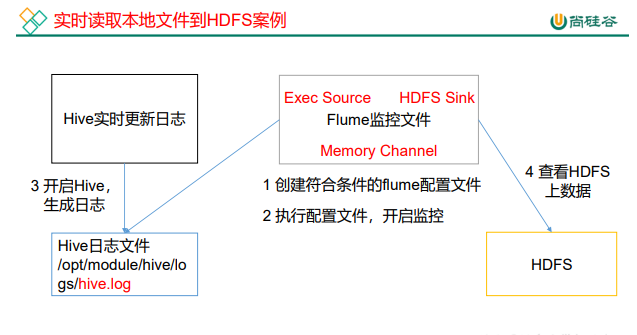 实时读取本地文件到HDFS案例
尚硅谷
Hive实时更新日志
Exec Source HDFS Sink
Flume监控文件
Memory Channel
3 开启Hive，
生成日志
1 创建符合条件的flume配置文件
2 执行配置文件，开启监控
4 查看HDFS
上数据
Hive日志文件
/opt/module/hive/lo
gs/hive.log
HDFS